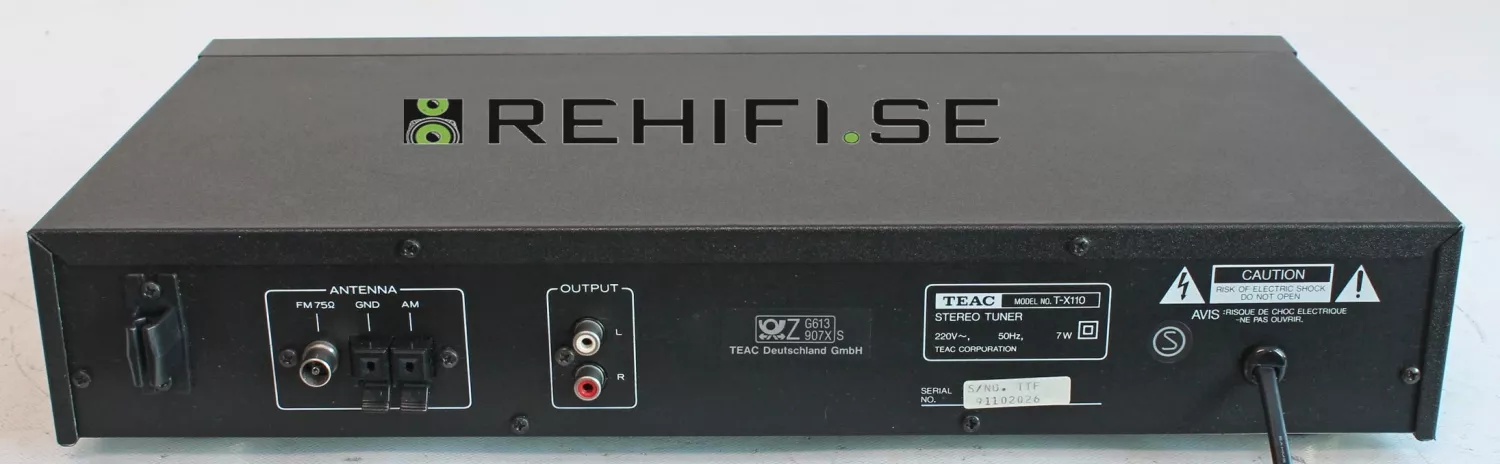 REHIFI.SE
ANTENNA
FM 75Ω GND AM
OUTPUT
L
R
Z G613
907X S
TEAC Deutschland GmbH
TEAC MODEL NO. T-X110
STEREO TUNER
220V~, 50Hz, 7W
TEAC CORPORATION
SERIAL
NO.
S/NO. TTF
91102026
CAUTION
RISK OF ELECTRIC SHOCK
DO NOT OPEN
AVIS :RISQUE DE CHOC ELECTRIQUE
-NE PAS OUVRIR.
S